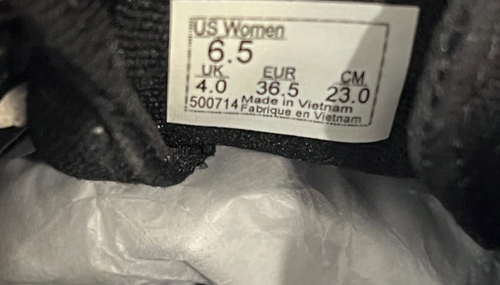 US Women
6.5
UK EUR CM
4.0 36.5 23.0
500714 Made in Vietnam
Fabrique en Vietnam